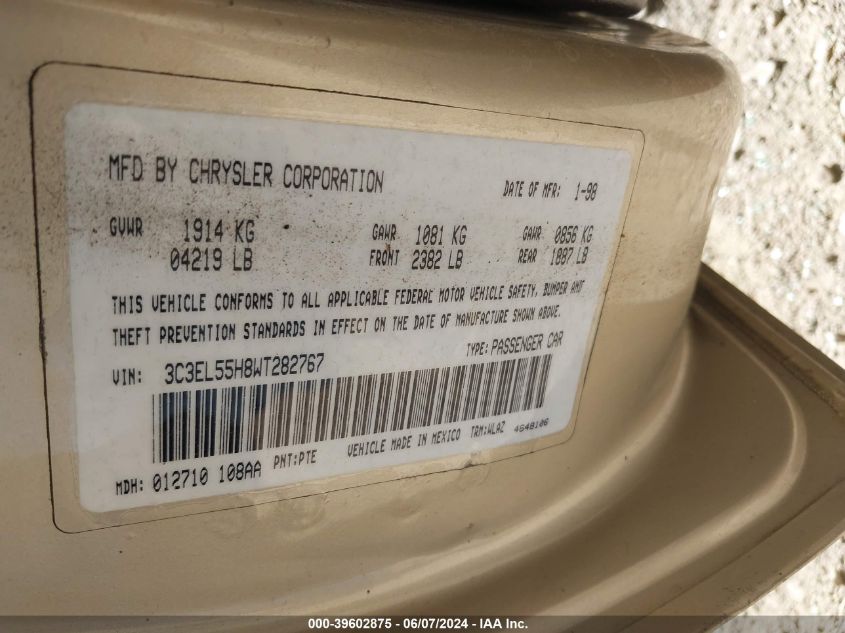 MFD BY CHRYSLER CORPORATION DATE OF MFR: 1-98
GVWR 1914 KG GAWR 1081 KG GAWR 0856 KG
04219 LB FRONT 2382 LB REAR 1887 LB
THIS VEHICLE CONFORMS TO ALL APPLICABLE FEDERAL MOTOR VEHICLE SAFETY, BUMPER AND
THEFT PREVENTION STANDARDS IN EFFECT ON THE DATE OF MANUFACTURE SHOWN ABOVE.
VIN: 3C3EL55H8WT282767 TYPE: PASSENGER CAR
MDH: 012710 108AA PNT:PTE VEHICLE MADE IN MEXICO TRM:WLAZ 4648106
000-39602875 - 06/07/2024 - IAA Inc.